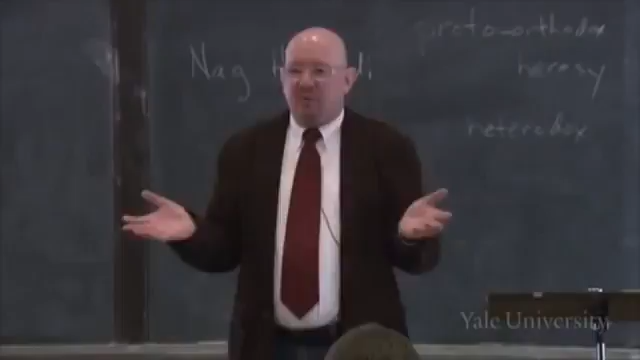 Nag
proto-orthodox
heresy
heterodox
Yale University